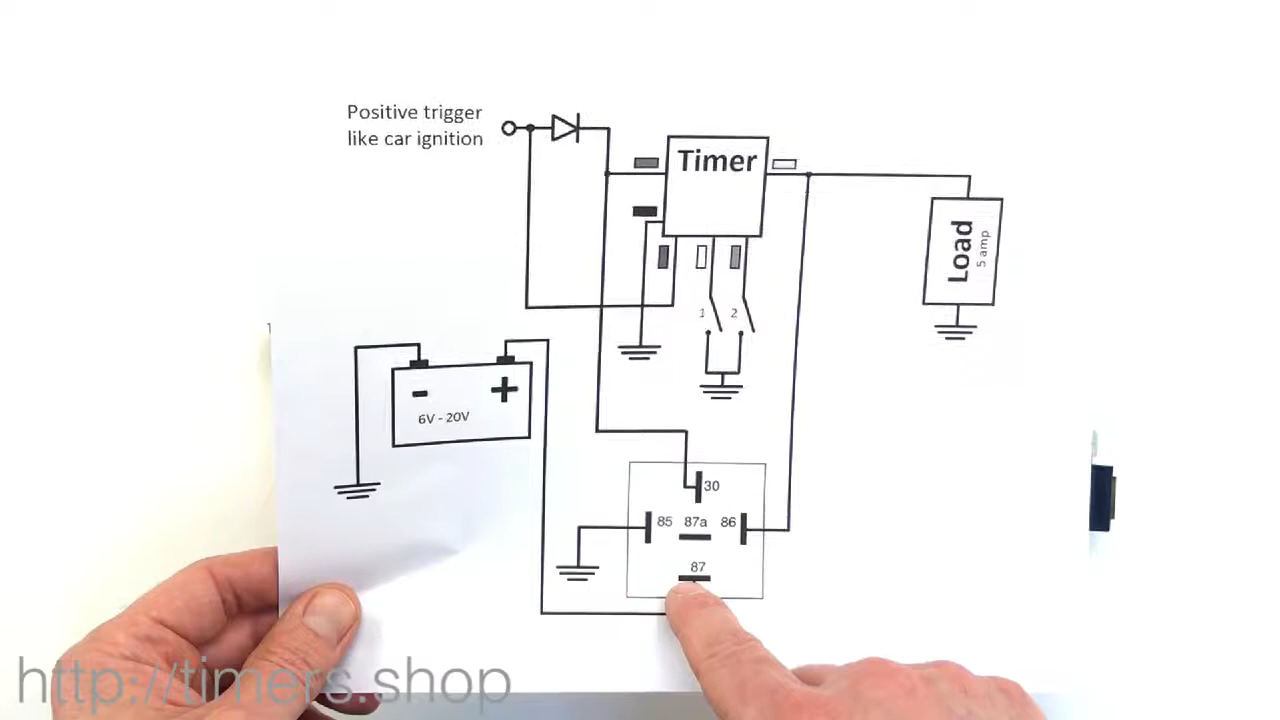 Positive trigger
like car ignition
Timer
Load
5 amp
1 2
- +
6V - 20V
30
85 87a 86
87
http://timers.shop